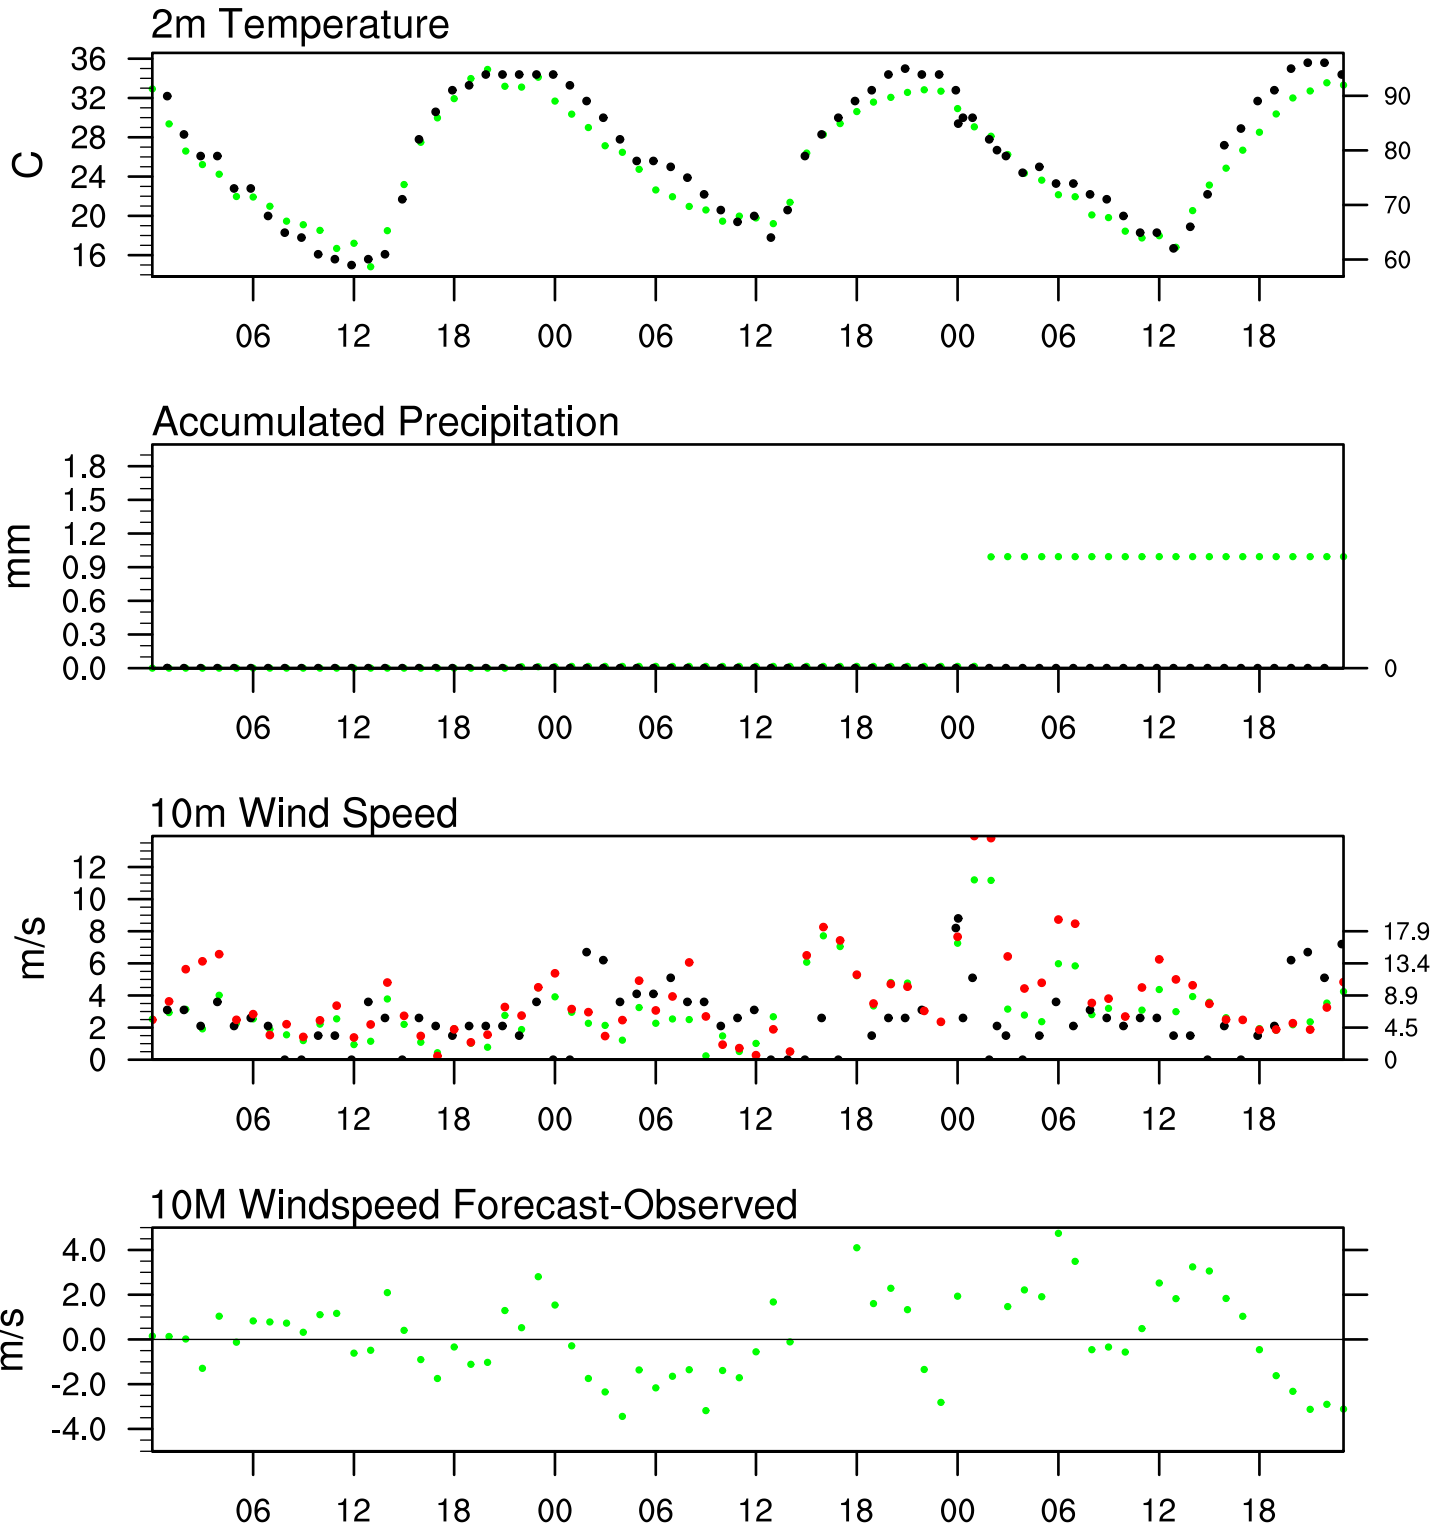 2m Temperature
36
32
28
24
20
16
C
90
80
70
60
06 12 18 00 06 12 18 00 06 12 18
Accumulated Precipitation
1.8
1.5
1.2
0.9
0.6
0.3
0.0
mm
0
06 12 18 00 06 12 18 00 06 12 18
10m Wind Speed
12
10
8
6
4
2
0
m/s
17.9
13.4
8.9
4.5
0
06 12 18 00 06 12 18 00 06 12 18
10M Windspeed Forecast-Observed
4.0
2.0
0.0
-2.0
-4.0
m/s
06 12 18 00 06 12 18 00 06 12 18